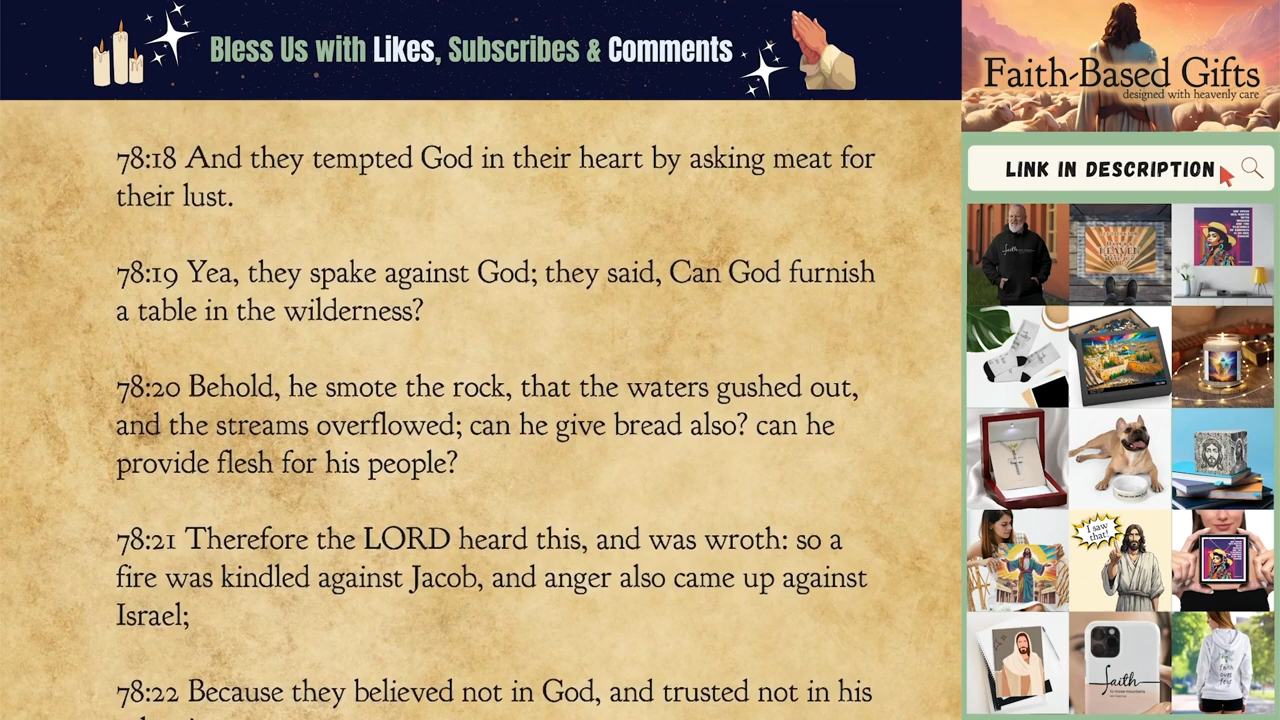 Bless Us with Likes, Subscribes & Comments
Faith-Based Gifts
designed with heavenly care
LINK IN DESCRIPTION
78:18 And they tempted God in their heart by asking meat for
their lust.
78:19 Yea, they spake against God; they said, Can God furnish
a table in the wilderness?
78:20 Behold, he smote the rock, that the waters gushed out,
and the streams overflowed; can he give bread also? can he
provide flesh for his people?
78:21 Therefore the LORD heard this, and was wroth: so a
fire was kindled against Jacob, and anger also came up against
Israel;
78:22 Because they believed not in God, and trusted not in his
faith
I saw
that!
faith
faith
over
fear